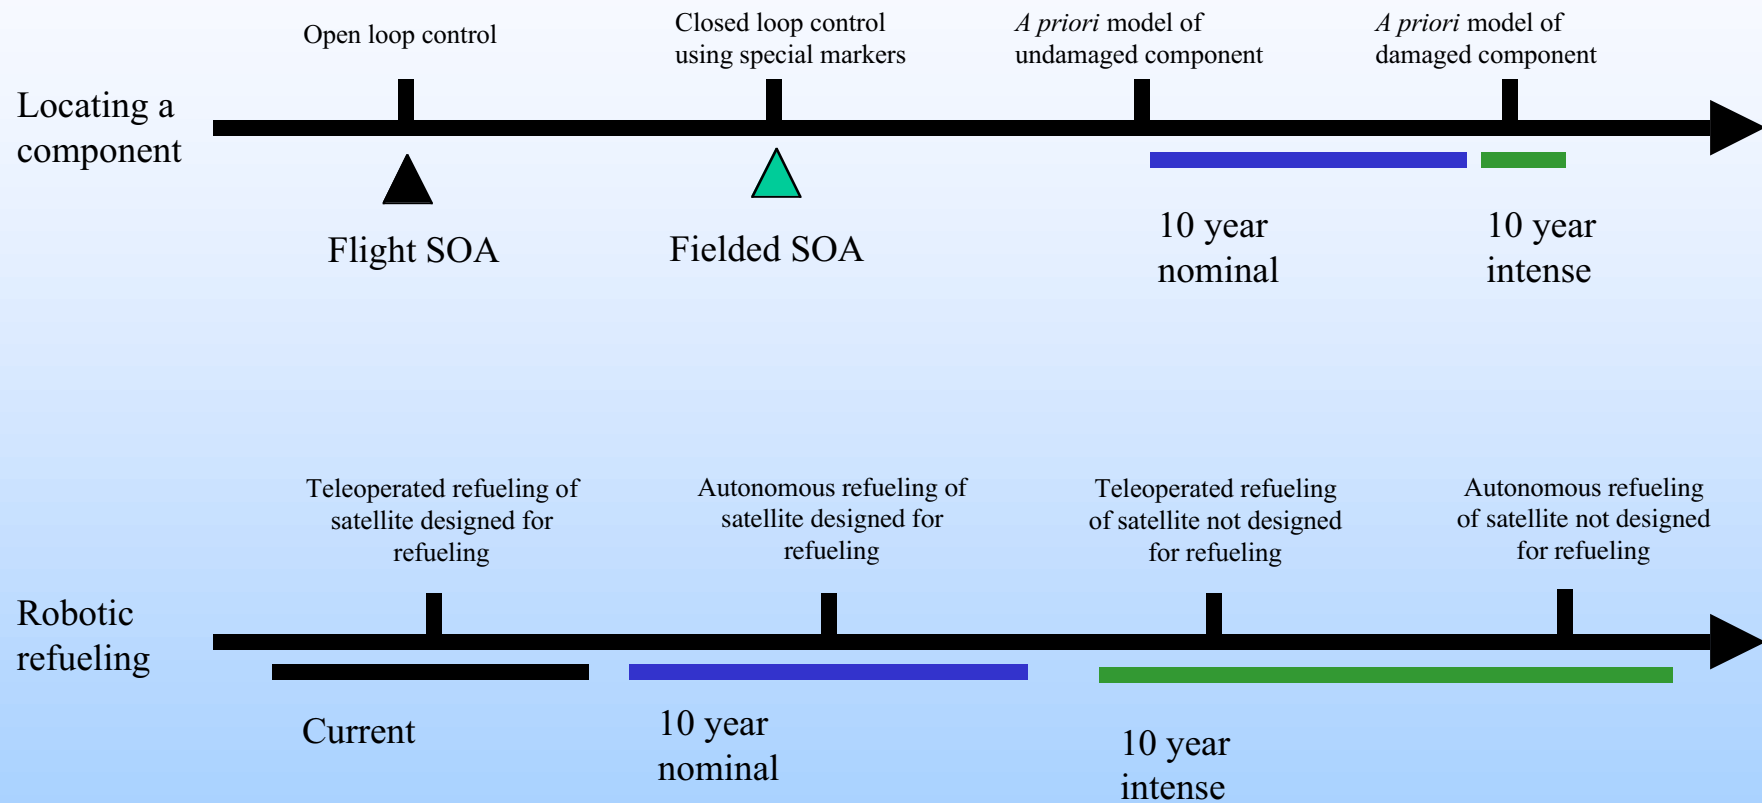 Open loop control
Closed loop control
using special markers
A priori model of
undamaged component
A priori model of
damaged component
Locating a
component
Flight SOA
Fielded SOA
10 year
nominal
10 year
intense
Teleoperated refueling of
satellite designed for
refueling
Autonomous refueling of
satellite designed for
refueling
Teleoperated refueling
of satellite not designed
for refueling
Autonomous refueling
of satellite not designed
for refueling
Robotic
refueling
Current
10 year
nominal
10 year
intense